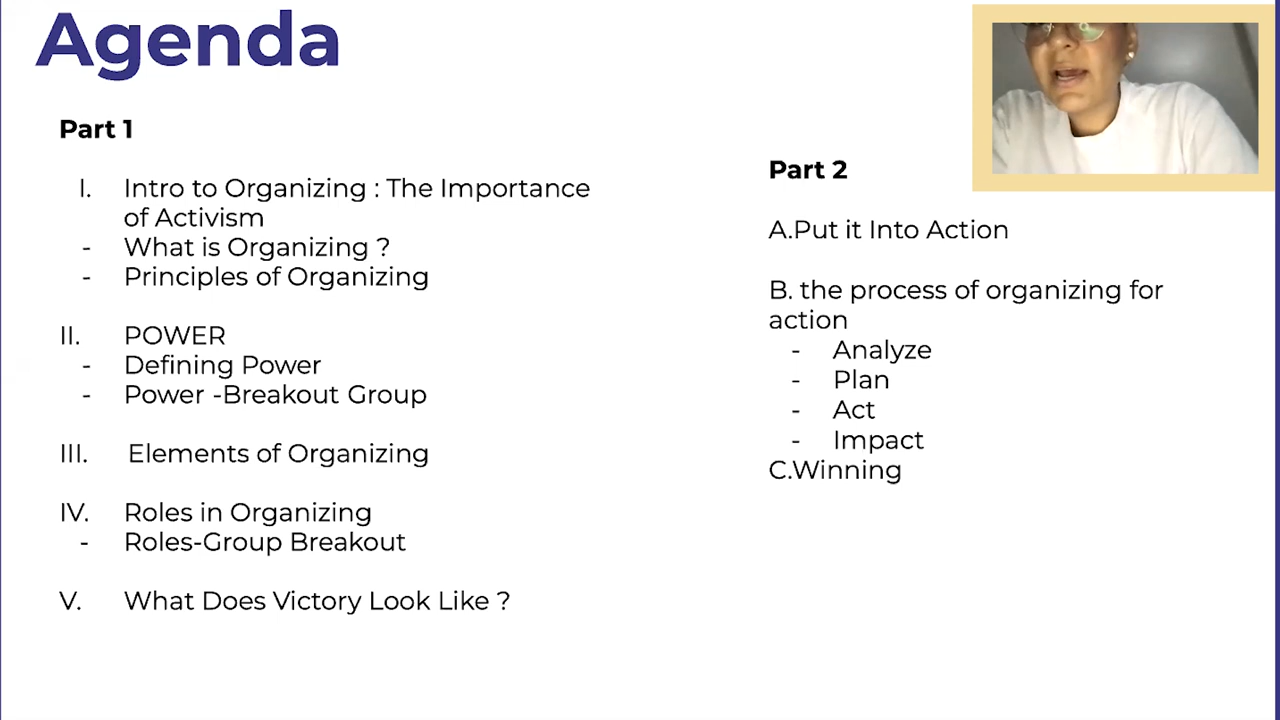 Agenda
Part 1
I. Intro to Organizing : The Importance
of Activism
- What is Organizing ?
- Principles of Organizing
II. POWER
- Defining Power
- Power -Breakout Group
III. Elements of Organizing
IV. Roles in Organizing
- Roles-Group Breakout
V. What Does Victory Look Like ?
Part 2
A.Put it Into Action
B. the process of organizing for
action
- Analyze
- Plan
- Act
- Impact
C.Winning